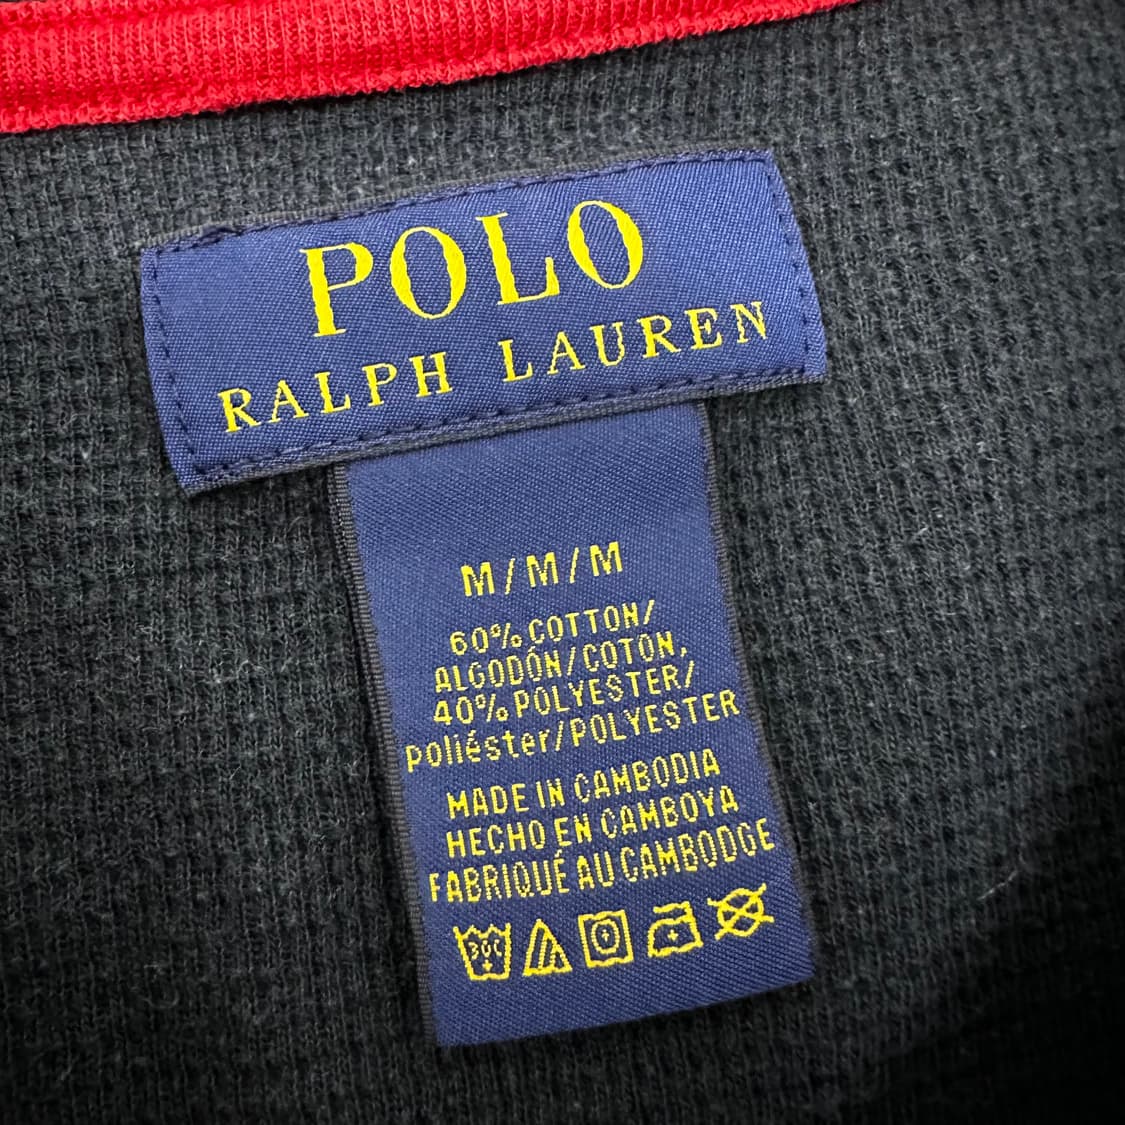 POLO
RALPH LAUREN
M/M/M
60% COTTON/
ALGODÓN/COTON,
40% POLYESTER/
poliéster/POLYESTER
MADE IN CAMBODIA
HECHO EN CAMBOYA
FABRIQUÉ AU CAMBODGE
30C